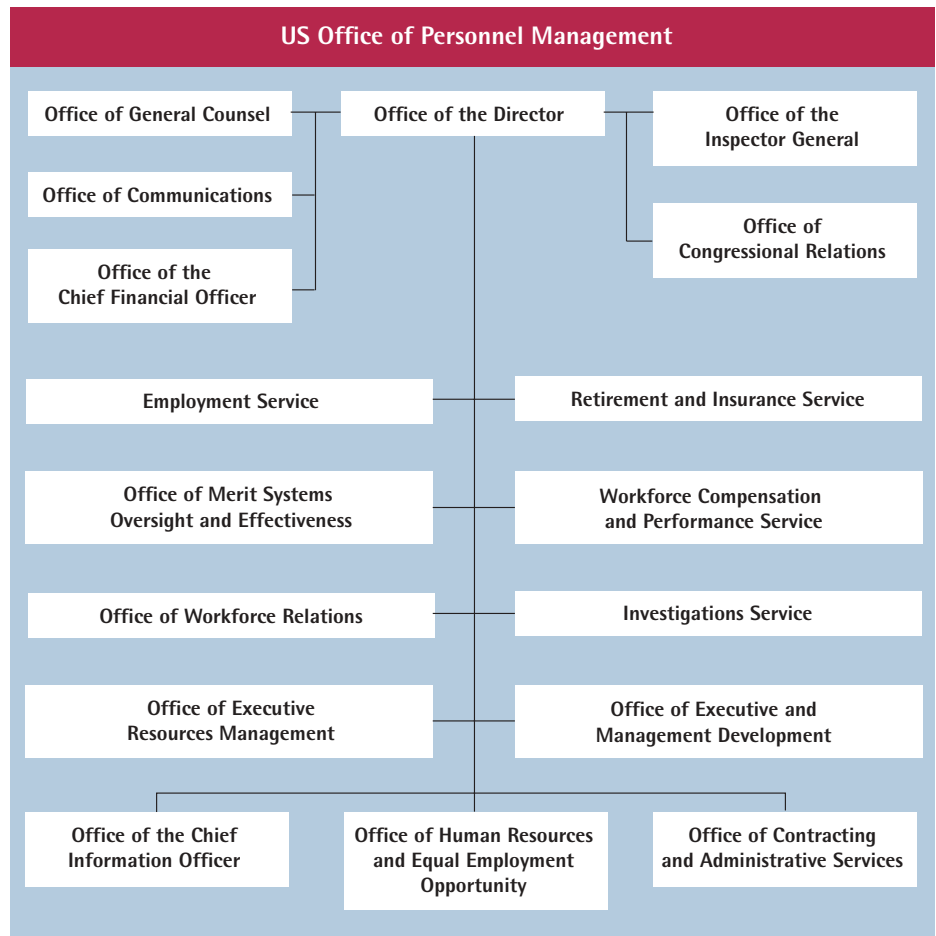 US Office of Personnel Management
Office of General Counsel
Office of the Director
Office of the
Inspector General
Office of Communications
Office of
Congressional Relations
Office of the
Chief Financial Officer
Employment Service
Retirement and Insurance Service
Office of Merit Systems
Oversight and Effectiveness
Workforce Compensation
and Performance Service
Office of Workforce Relations
Investigations Service
Office of Executive
Resources Management
Office of Executive and
Management Development
Office of the Chief
Information Officer
Office of Human Resources
and Equal Employment
Opportunity
Office of Contracting
and Administrative Services